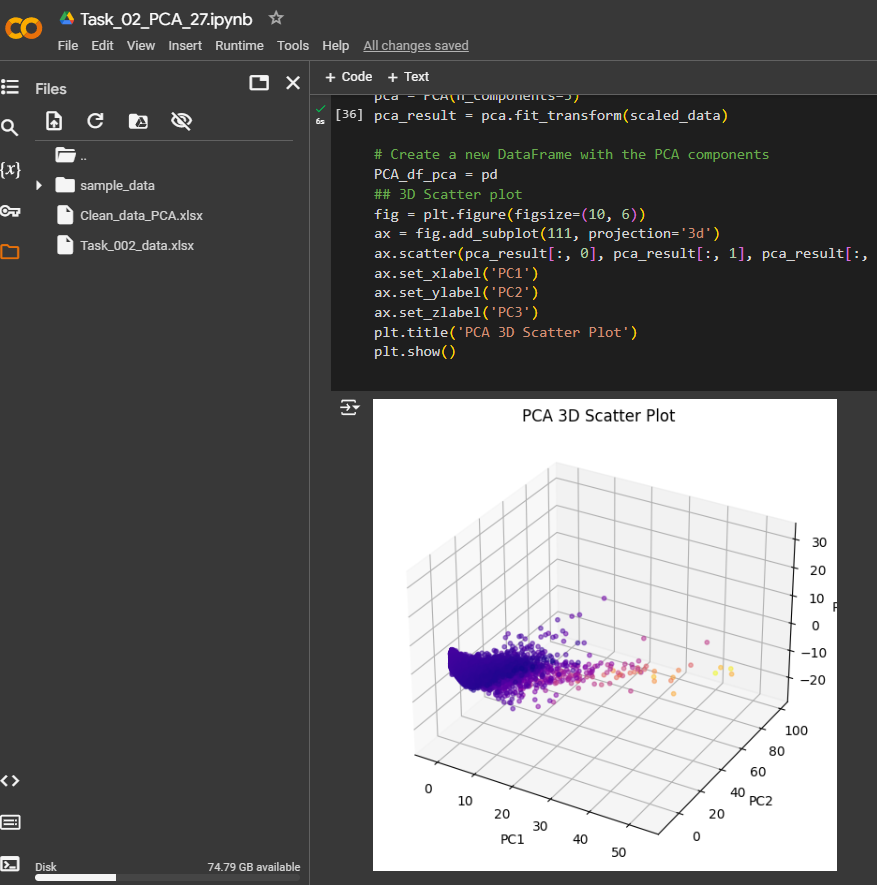 CO
Task_02_PCA_27.ipynb
File Edit View Insert Runtime Tools Help All changes saved
Files
+ Code + Text
..
sample_data
Clean_data_PCA.xlsx
Task_002_data.xlsx
{x}
Disk 74.79 GB available
6s
[36]
pca = PCA(n_components=3)
pca_result = pca.fit_transform(scaled_data)
# Create a new DataFrame with the PCA components
PCA_df_pca = pd
## 3D Scatter plot
fig = plt.figure(figsize=(10, 6))
ax = fig.add_subplot(111, projection='3d')
ax.scatter(pca_result[:, 0], pca_result[:, 1], pca_result[:,
ax.set_xlabel('PC1')
ax.set_ylabel('PC2')
ax.set_zlabel('PC3')
plt.title('PCA 3D Scatter Plot')
plt.show()
PCA 3D Scatter Plot
30
20
10
0
−10
−20
100
80
60
40
20
0
PC2
0
10
20
30
40
50
PC1